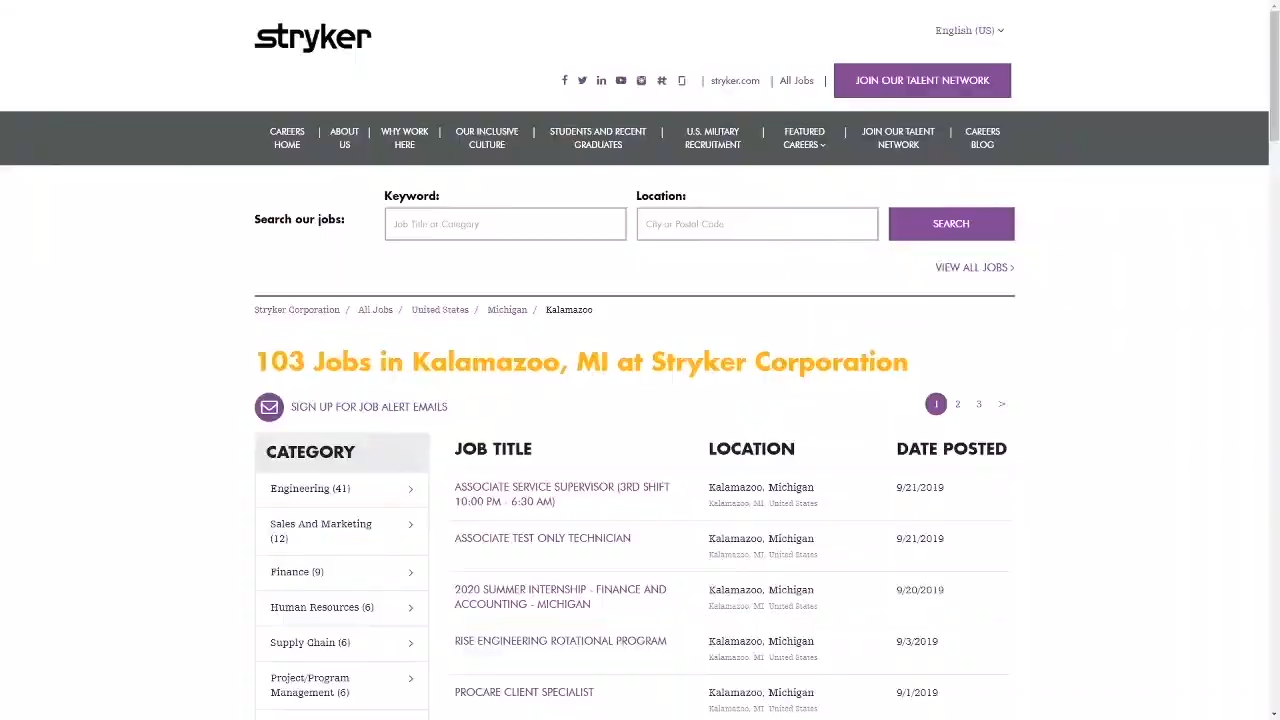 stryker
English (US)
stryker.com | All Jobs | JOIN OUR TALENT NETWORK
CAREERS HOME | ABOUT US | WHY WORK HERE | OUR INCLUSIVE CULTURE | STUDENTS AND RECENT GRADUATES | U.S. MILITARY RECRUITMENT | FEATURED CAREERS | JOIN OUR TALENT NETWORK | CAREERS BLOG
Search our jobs:
Keyword:
Job Title or Category
Location:
City or Postal Code
SEARCH
VIEW ALL JOBS >
Stryker Corporation / All Jobs / United States / Michigan / Kalamazoo
103 Jobs in Kalamazoo, MI at Stryker Corporation
SIGN UP FOR JOB ALERT EMAILS
1 2 3 >
CATEGORY
Engineering (41)
Sales And Marketing
(12)
Finance (9)
Human Resources (6)
Supply Chain (6)
Project/Program
Management (6)
JOB TITLE LOCATION DATE POSTED
ASSOCIATE SERVICE SUPERVISOR (3RD SHIFT
10:00 PM - 6:30 AM)
Kalamazoo, Michigan
Kalamazoo, MI, United States
9/21/2019
ASSOCIATE TEST ONLY TECHNICIAN
Kalamazoo, Michigan
Kalamazoo, MI, United States
9/21/2019
2020 SUMMER INTERNSHIP - FINANCE AND
ACCOUNTING - MICHIGAN
Kalamazoo, Michigan
Kalamazoo, MI, United States
9/20/2019
RISE ENGINEERING ROTATIONAL PROGRAM
Kalamazoo, Michigan
Kalamazoo, MI, United States
9/3/2019
PROCARE CLIENT SPECIALIST
Kalamazoo, Michigan
Kalamazoo, MI, United States
9/1/2019